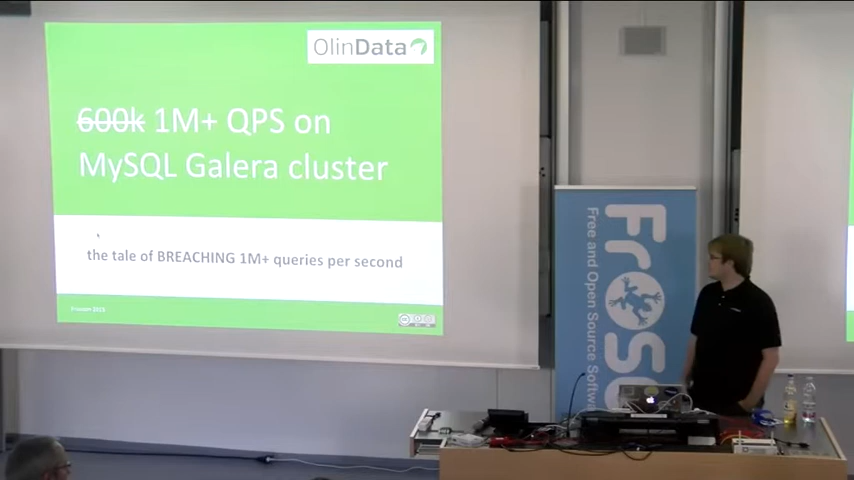 OlinData
600k 1M+ QPS on
MySQL Galera cluster
the tale of BREACHING 1M+ queries per second
FrOSC
Free and Open Source Software